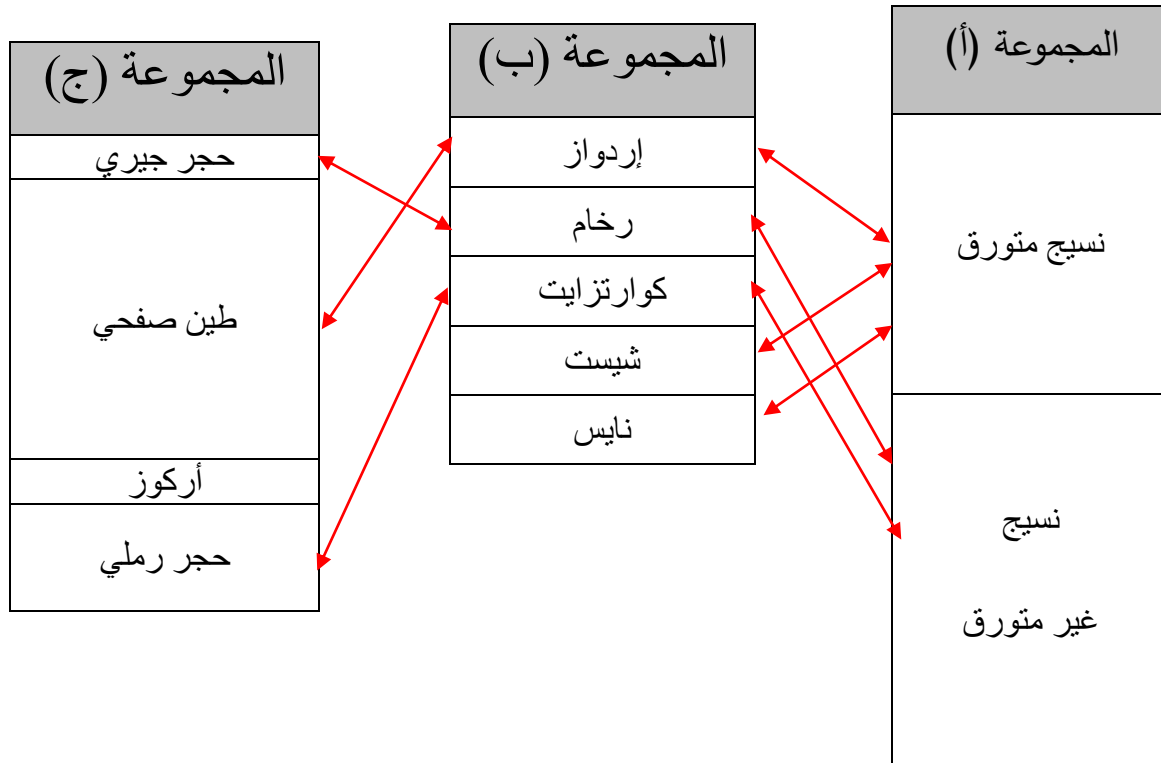 المجموعة (أ)
نسيج متورق
نسيج
غير متورق
المجموعة (ب)
إردواز
رخام
كوارتزايت
شيست
نايس
المجموعة (ج)
حجر جيري
طين صفحي
أركوز
حجر رملي